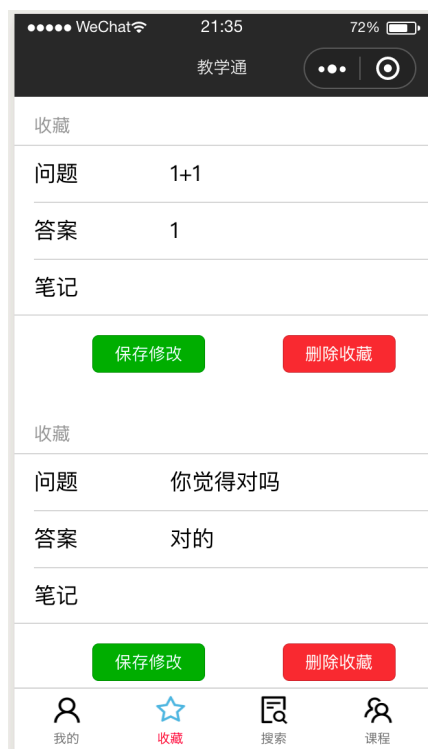 ●●●●● WeChat 21:35 72%
教学通
收藏
问题 1+1
答案 1
笔记
保存修改 删除收藏
收藏
问题 你觉得对吗
答案 对的
笔记
保存修改 删除收藏
我的 收藏 搜索 课程